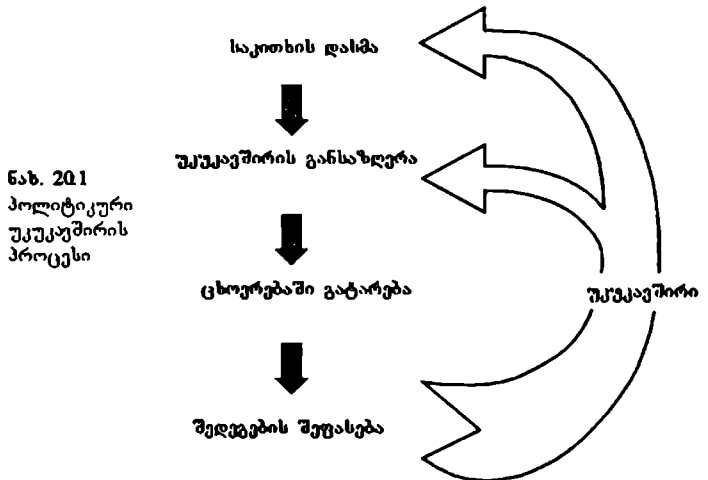 საკითხის დასმა
უკუკავშირის განსაზღვრა
ნახ. 20.1
პოლიტიკური
უკუკავშირის
პროცესი
ცხოვრებაში გატარება
უკუკავშირი
შედეგების შეფასება